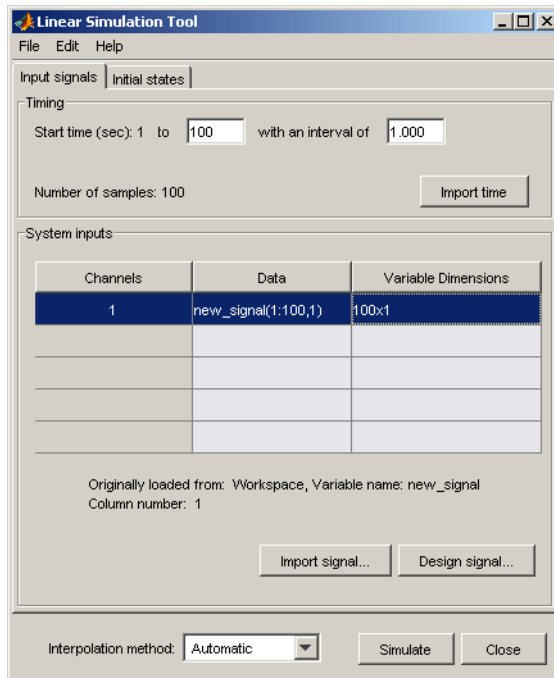 Linear Simulation Tool
File Edit Help
Input signals Initial states
Timing
Start time (sec): 1 to 100 with an interval of 1.000
Number of samples: 100 Import time
System inputs
Channels Data Variable Dimensions
1 new_signal(1:100,1) 100x1
Originally loaded from: Workspace, Variable name: new_signal
Column number: 1
Import signal... Design signal...
Interpolation method: Automatic Simulate Close